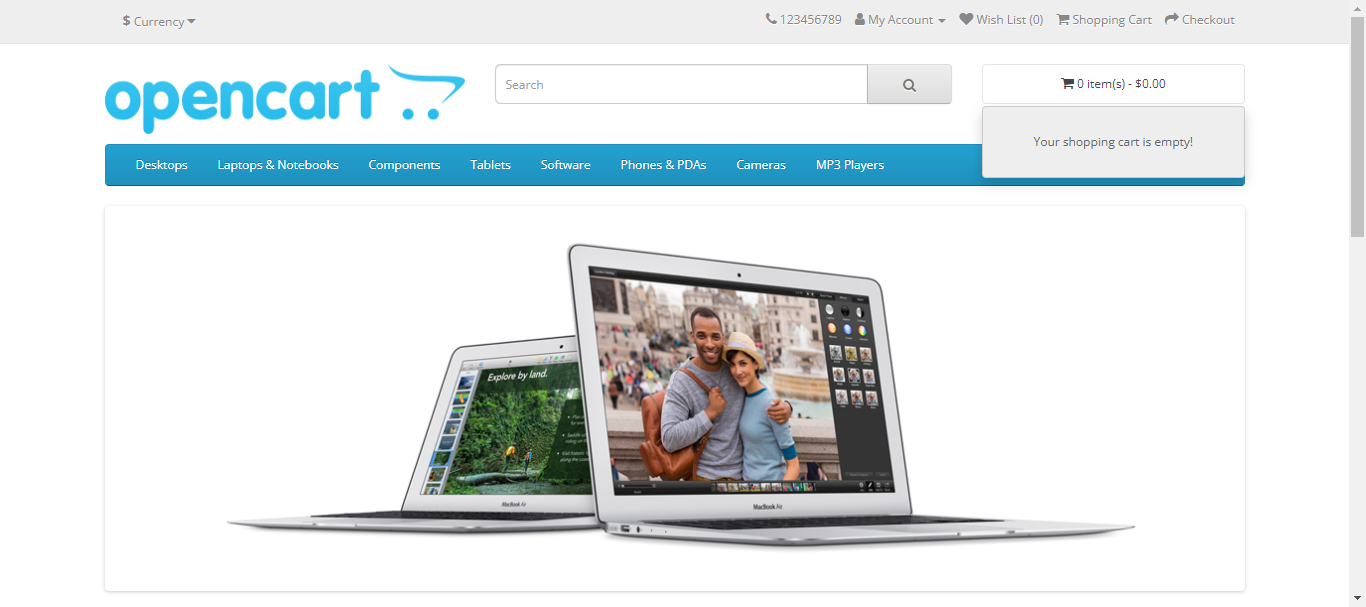 $ Currency
123456789 My Account Wish List (0) Shopping Cart Checkout
opencart
Search
0 item(s) - $0.00
Your shopping cart is empty!
Desktops Laptops & Notebooks Components Tablets Software Phones & PDAs Cameras MP3 Players
Explore by land.
MacBook Air
MacBook Air